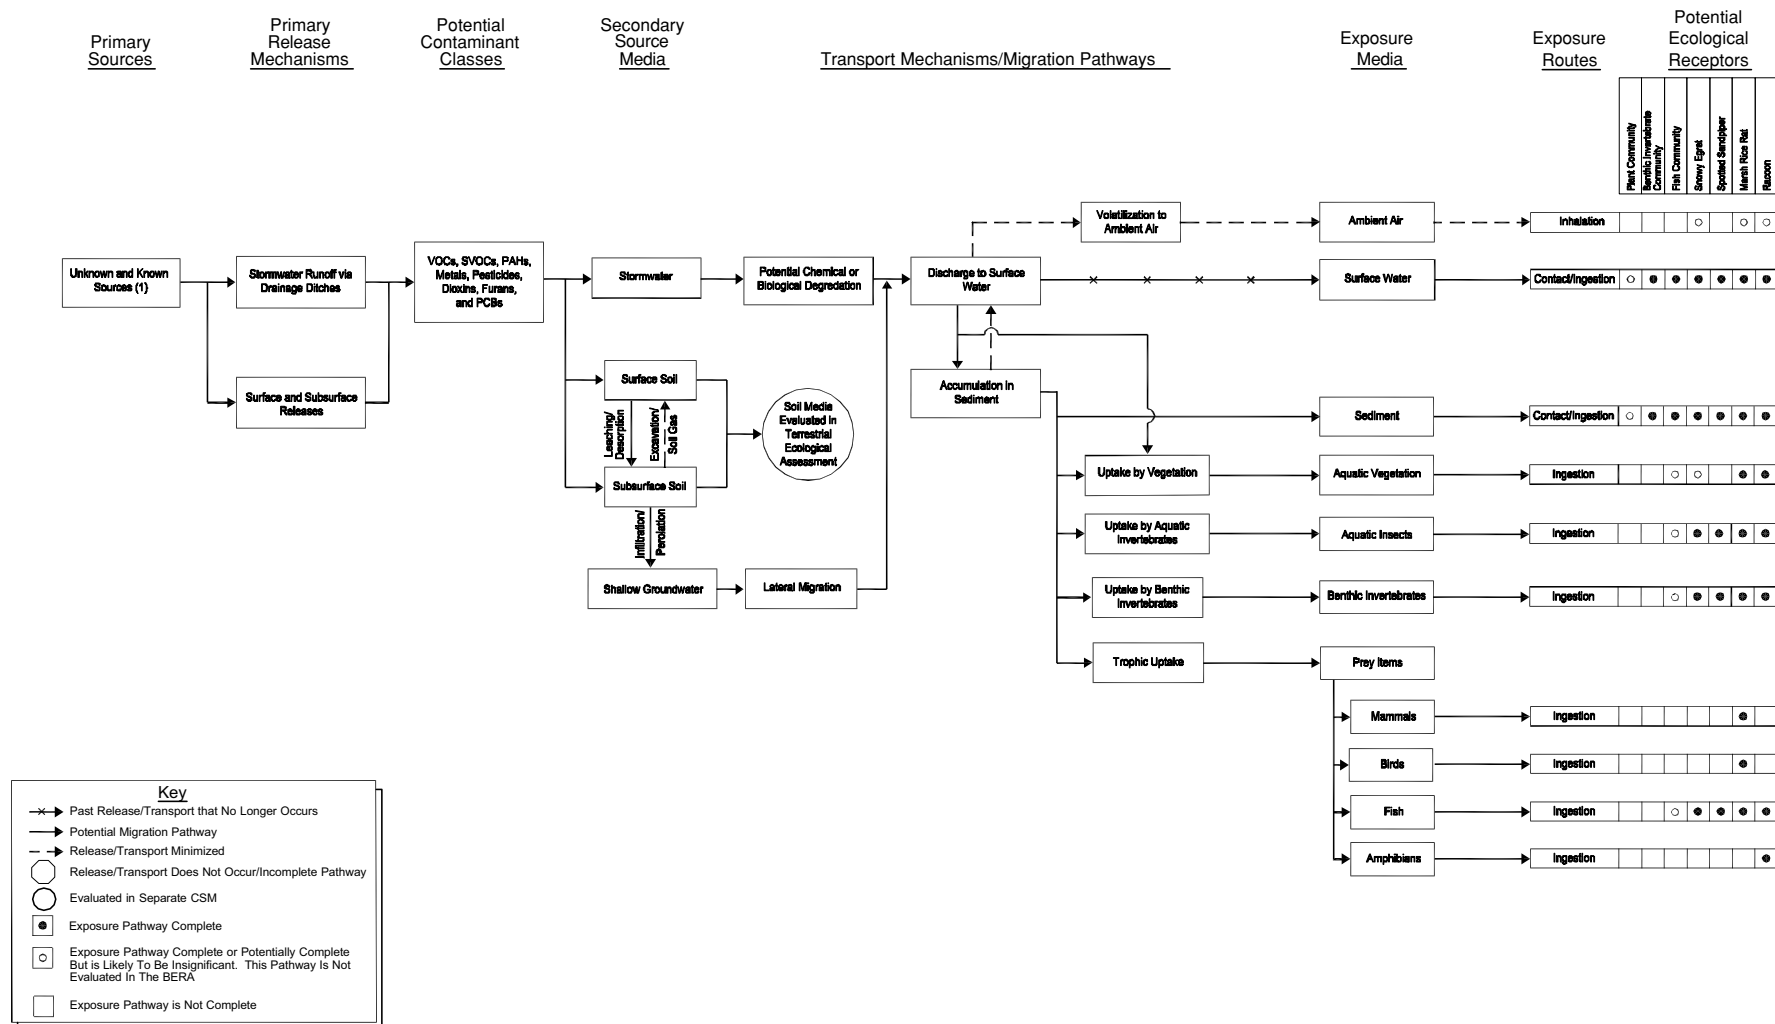 Primary
Sources
Primary
Release
Mechanisms
Potential
Contaminant
Classes
Secondary
Source
Media
Transport Mechanisms/Migration Pathways
Exposure
Media
Exposure
Routes
Potential
Ecological
Receptors
Plant Community
Benthic Invertebrate
Community
Fish Community
Snowy Egret
Spotted Sandpiper
Marsh Rice Rat
Racoon
Volatilization to
Ambient Air
Ambient Air
Inhalation
Unknown and Known
Sources (1}
Stormwater Runoff via
Drainage Ditches
VOCs, SVOCs, PAHs,
Metals, Pesticides,
Dioxins, Furans,
and PCBs
Stormwater
Potential Chemical or
Biological Degredation
Discharge to Surface
Water
Surface Water
Contact/Ingestion
Surface and Subsurface
Releases
Surface Soil
Leaching/
Desorption
Excavation/
Soil Gas
Subsurface Soil
Soil Media
Evaluated in
Terrestrial
Ecological
Assessment
Accumulation in
Sediment
Sediment
Contact/Ingestion
Uptake by Vegetation
Aquatic Vegetation
Ingestion
Infiltration/
Perolation
Uptake by Aquatic
Invertebrates
Aquatic Insects
Ingestion
Shallow Groundwater
Lateral Migration
Uptake by Benthic
Invertebrates
Benthic Invertebrates
Ingestion
Trophic Uptake
Prey Items
Mammals
Ingestion
Birds
Ingestion
Fish
Ingestion
Amphibians
Ingestion
Key
Past Release/Transport that No Longer Occurs
Potential Migration Pathway
Release/Transport Minimized
Release/Transport Does Not Occur/Incomplete Pathway
Evaluated in Separate CSM
Exposure Pathway Complete
Exposure Pathway Complete or Potentially Complete
But is Likely To Be Insignificant. This Pathway Is Not
Evaluated In The BERA
Exposure Pathway is Not Complete